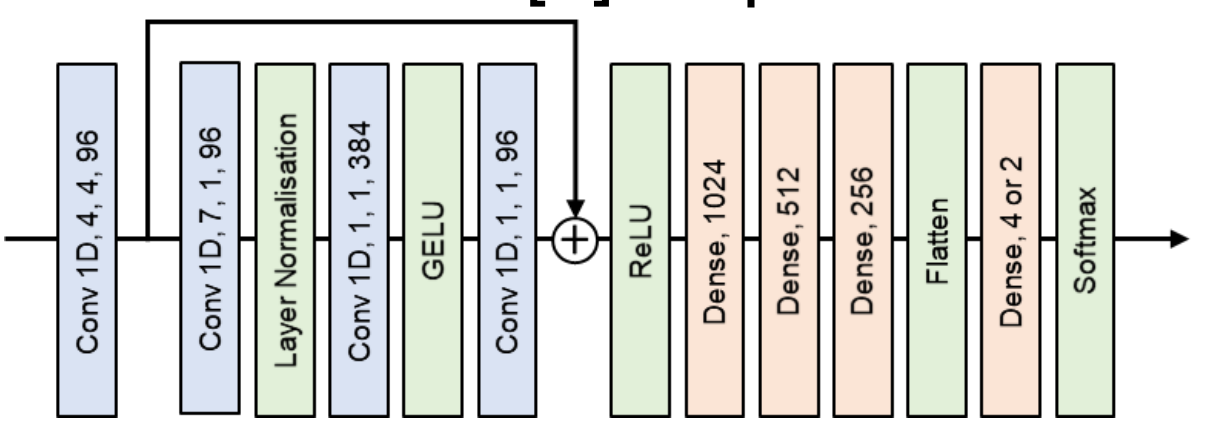 Conv 1D, 4, 4, 96
Conv 1D, 7, 1, 96
Layer Normalisation
Conv 1D, 1, 1, 384
GELU
Conv 1D, 1, 1, 96
+
ReLU
Dense, 1024
Dense, 512
Dense, 256
Flatten
Dense, 4 or 2
Softmax